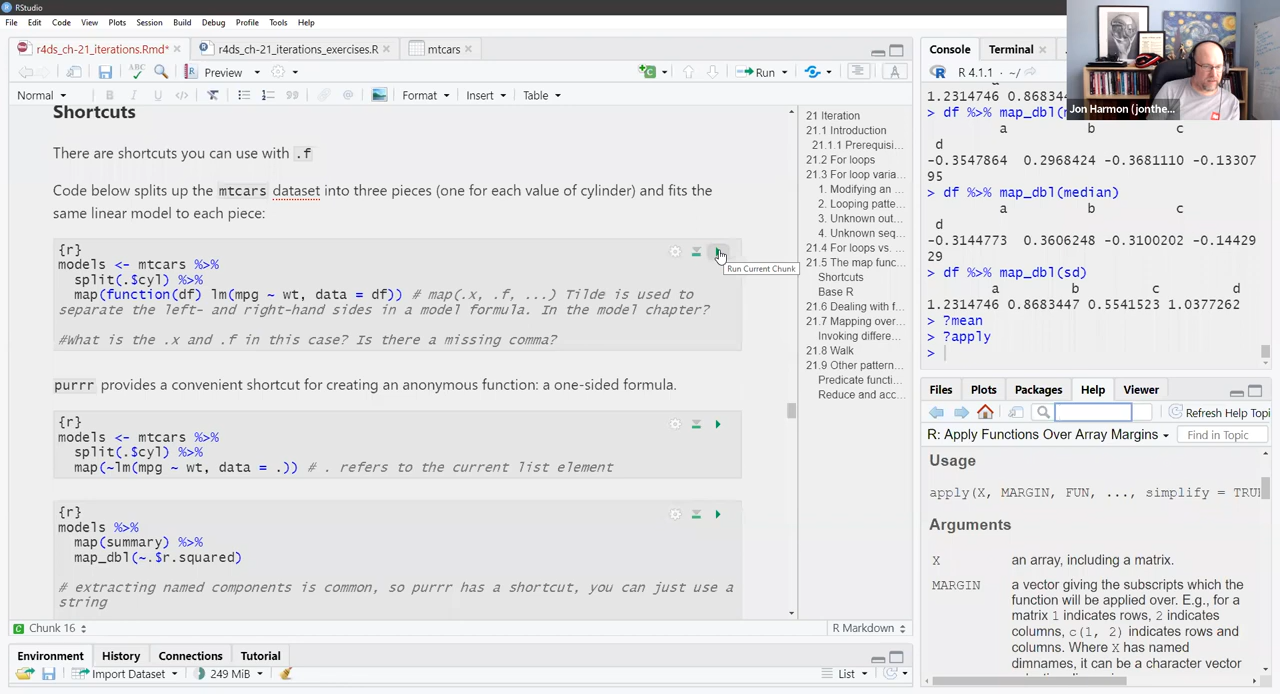 RStudio
File Edit Code View Plots Session Build Debug Profile Tools Help
r4ds_ch-21_iterations.Rmd* r4ds_ch-21_iterations_exercises.R mtcars
ABC Preview Run
Normal B I U </> Format Insert Table
Shortcuts
There are shortcuts you can use with .f
Code below splits up the mtcars dataset into three pieces (one for each value of cylinder) and fits the
same linear model to each piece:
{r}
models <- mtcars %>%
split(.$cyl) %>%
map(function(df) lm(mpg ~ wt, data = df)) # map(.x, .f, ...) Tilde is used to
separate the left- and right-hand sides in a model formula. In the model chapter?
#What is the .x and .f in this case? Is there a missing comma?
Run Current Chunk
purrr provides a convenient shortcut for creating an anonymous function: a one-sided formula.
{r}
models <- mtcars %>%
split(.$cyl) %>%
map(~lm(mpg ~ wt, data = .)) # . refers to the current list element
{r}
models %>%
map(summary) %>%
map_dbl(~.$r.squared)
# extracting named components is common, so purrr has a shortcut, you can just use a
string
Chunk 16 R Markdown
21 Iteration
21.1 Introduction
21.1.1 Prerequisi...
21.2 For loops
21.3 For loop varia...
1. Modifying an ...
2. Looping patte...
3. Unknown out...
4. Unknown seq...
21.4 For loops vs. ...
21.5 The map func...
Shortcuts
Base R
21.6 Dealing with f...
21.7 Mapping over...
Invoking differe...
21.8 Walk
21.9 Other pattern...
Predicate functi...
Reduce and acc...
Environment History Connections Tutorial
Import Dataset 249 MiB List
Console Terminal
R 4.1.1 · ~/
1.2314746 0.8683
Jon Harmon (jonthe...
> df %>% map_dbl(
a b c
d
-0.3547864 0.2968424 -0.3681110 -0.13307
95
> df %>% map_dbl(median)
a b c
d
-0.3144773 0.3606248 -0.3100202 -0.14429
29
> df %>% map_dbl(sd)
a b c d
1.2314746 0.8683447 0.5541523 1.0377262
> ?mean
> ?apply
>
Files Plots Packages Help Viewer
Refresh Help Topi
R: Apply Functions Over Array Margins Find in Topic
Usage
apply(X, MARGIN, FUN, ..., simplify = TRU
Arguments
X an array, including a matrix.
MARGIN a vector giving the subscripts which the
function will be applied over. E.g., for a
matrix 1 indicates rows, 2 indicates
columns, c(1, 2) indicates rows and
columns. Where X has named
dimnames, it can be a character vector